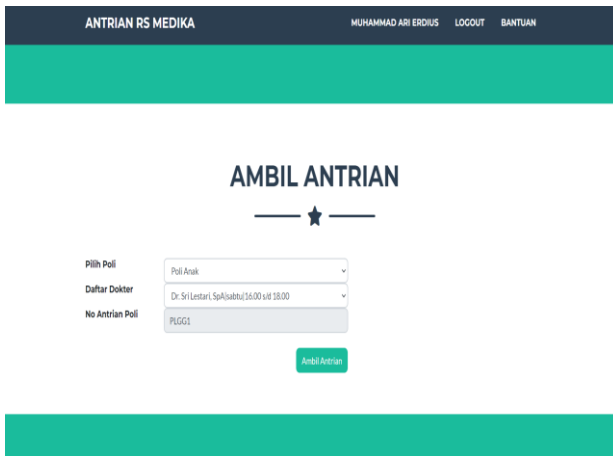 ANTRIAN RS MEDIKA MUHAMMAD ARI ERDIUS LOGOUT BANTUAN
AMBIL ANTRIAN
Pilih Poli Poli Anak
Daftar Dokter Dr. Sri Lestari, SpA|sabtu|16.00 s/d 18.00
No Antrian Poli PLGG1
Ambil Antrian